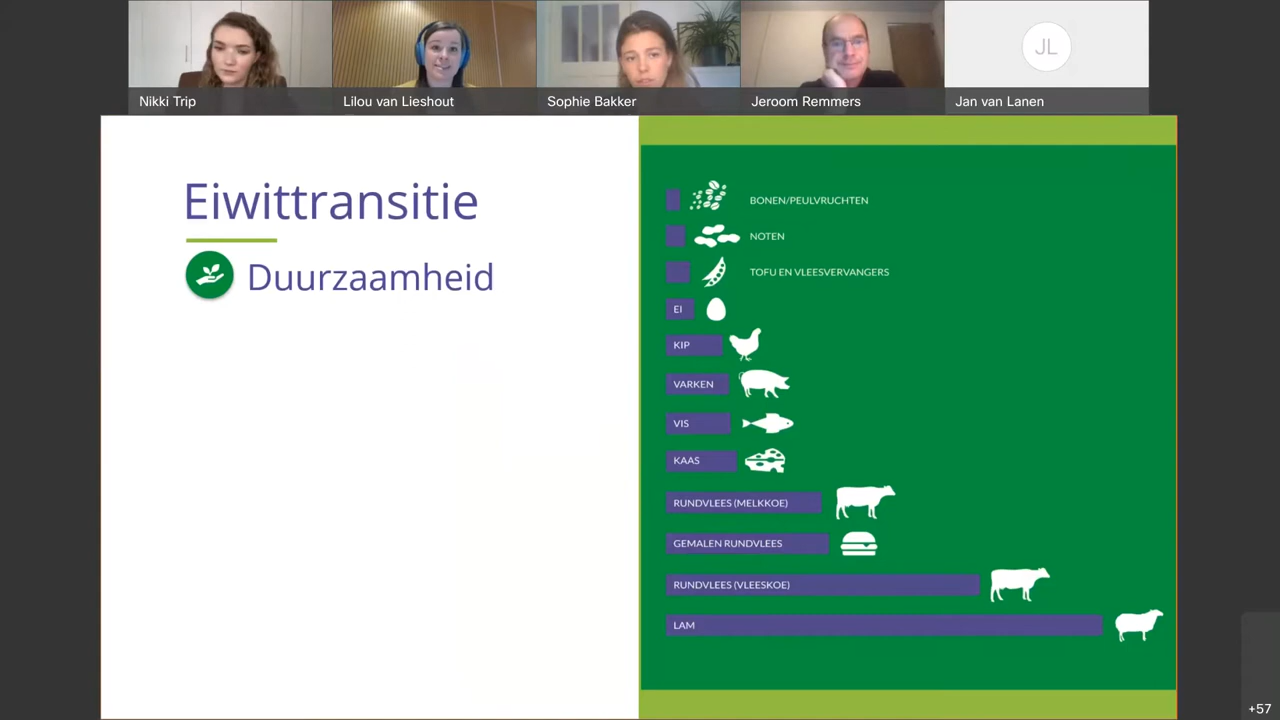 JL
Nikki Trip
Lilou van Lieshout
Sophie Bakker
Jeroom Remmers
Jan van Lanen
Eiwittransitie
Duurzaamheid
BONEN/PEULVRUCHTEN
NOTEN
TOFU EN VLEESVERVANGERS
EI
KIP
VARKEN
VIS
KAAS
RUNDVLEES (MELKKOE)
GEMALEN RUNDVLEES
RUNDVLEES (VLEESKOE)
LAM
+57